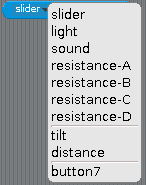 slider
slider
light
sound
resistance-A
resistance-B
resistance-C
resistance-D
tilt
distance
button7